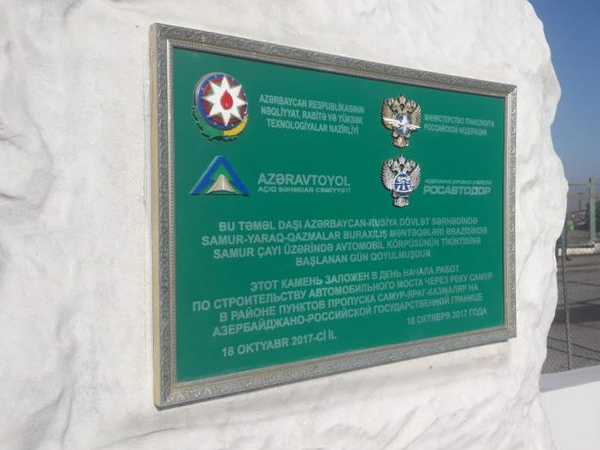 AZƏRBAYCAN RESPUBLİKASININ
NƏQLİYYAT, RABİTƏ VƏ YÜKSƏK
TEXNOLOGİYALAR NAZİRLİYİ
МИНИСТЕРСТВО ТРАНСПОРТА
РОССИЙСКОЙ ФЕДЕРАЦИИ
AZƏRAVTOYOL
AÇIQ SƏHMDAR CƏMİYYƏTİ
ФЕДЕРАЛЬНОЕ ДОРОЖНОЕ АГЕНТСТВО
РОСАВТОДОР
BU TƏMƏL DAŞI AZƏRBAYCAN-RUSİYA DÖVLƏT SƏRHƏDİNDƏ
SAMUR-YARAQ-QAZMALAR BURAXILIŞ MƏNTƏQƏLƏRİ ƏRAZİSİNDƏ
SAMUR ÇAYI ÜZƏRİNDƏ AVTOMOBİL KÖRPÜSÜNÜN TİKİNTİSİNƏ
BAŞLANAN GÜN QOYULMUŞDUR
ЭТОТ КАМЕНЬ ЗАЛОЖЕН В ДЕНЬ НАЧАЛА РАБОТ
ПО СТРОИТЕЛЬСТВУ АВТОМОБИЛЬНОГО МОСТА ЧЕРЕЗ РЕКУ САМУР
В РАЙОНЕ ПУНКТОВ ПРОПУСКА САМУР-ЯРАГ-КАЗМАЛЯР НА
АЗЕРБАЙДЖАНО-РОССИЙСКОЙ ГОСУДАРСТВЕННОЙ ГРАНИЦЕ
18 OKTYABR 2017-Cİ İL
18 ОКТЯБРЯ 2017 ГОДА